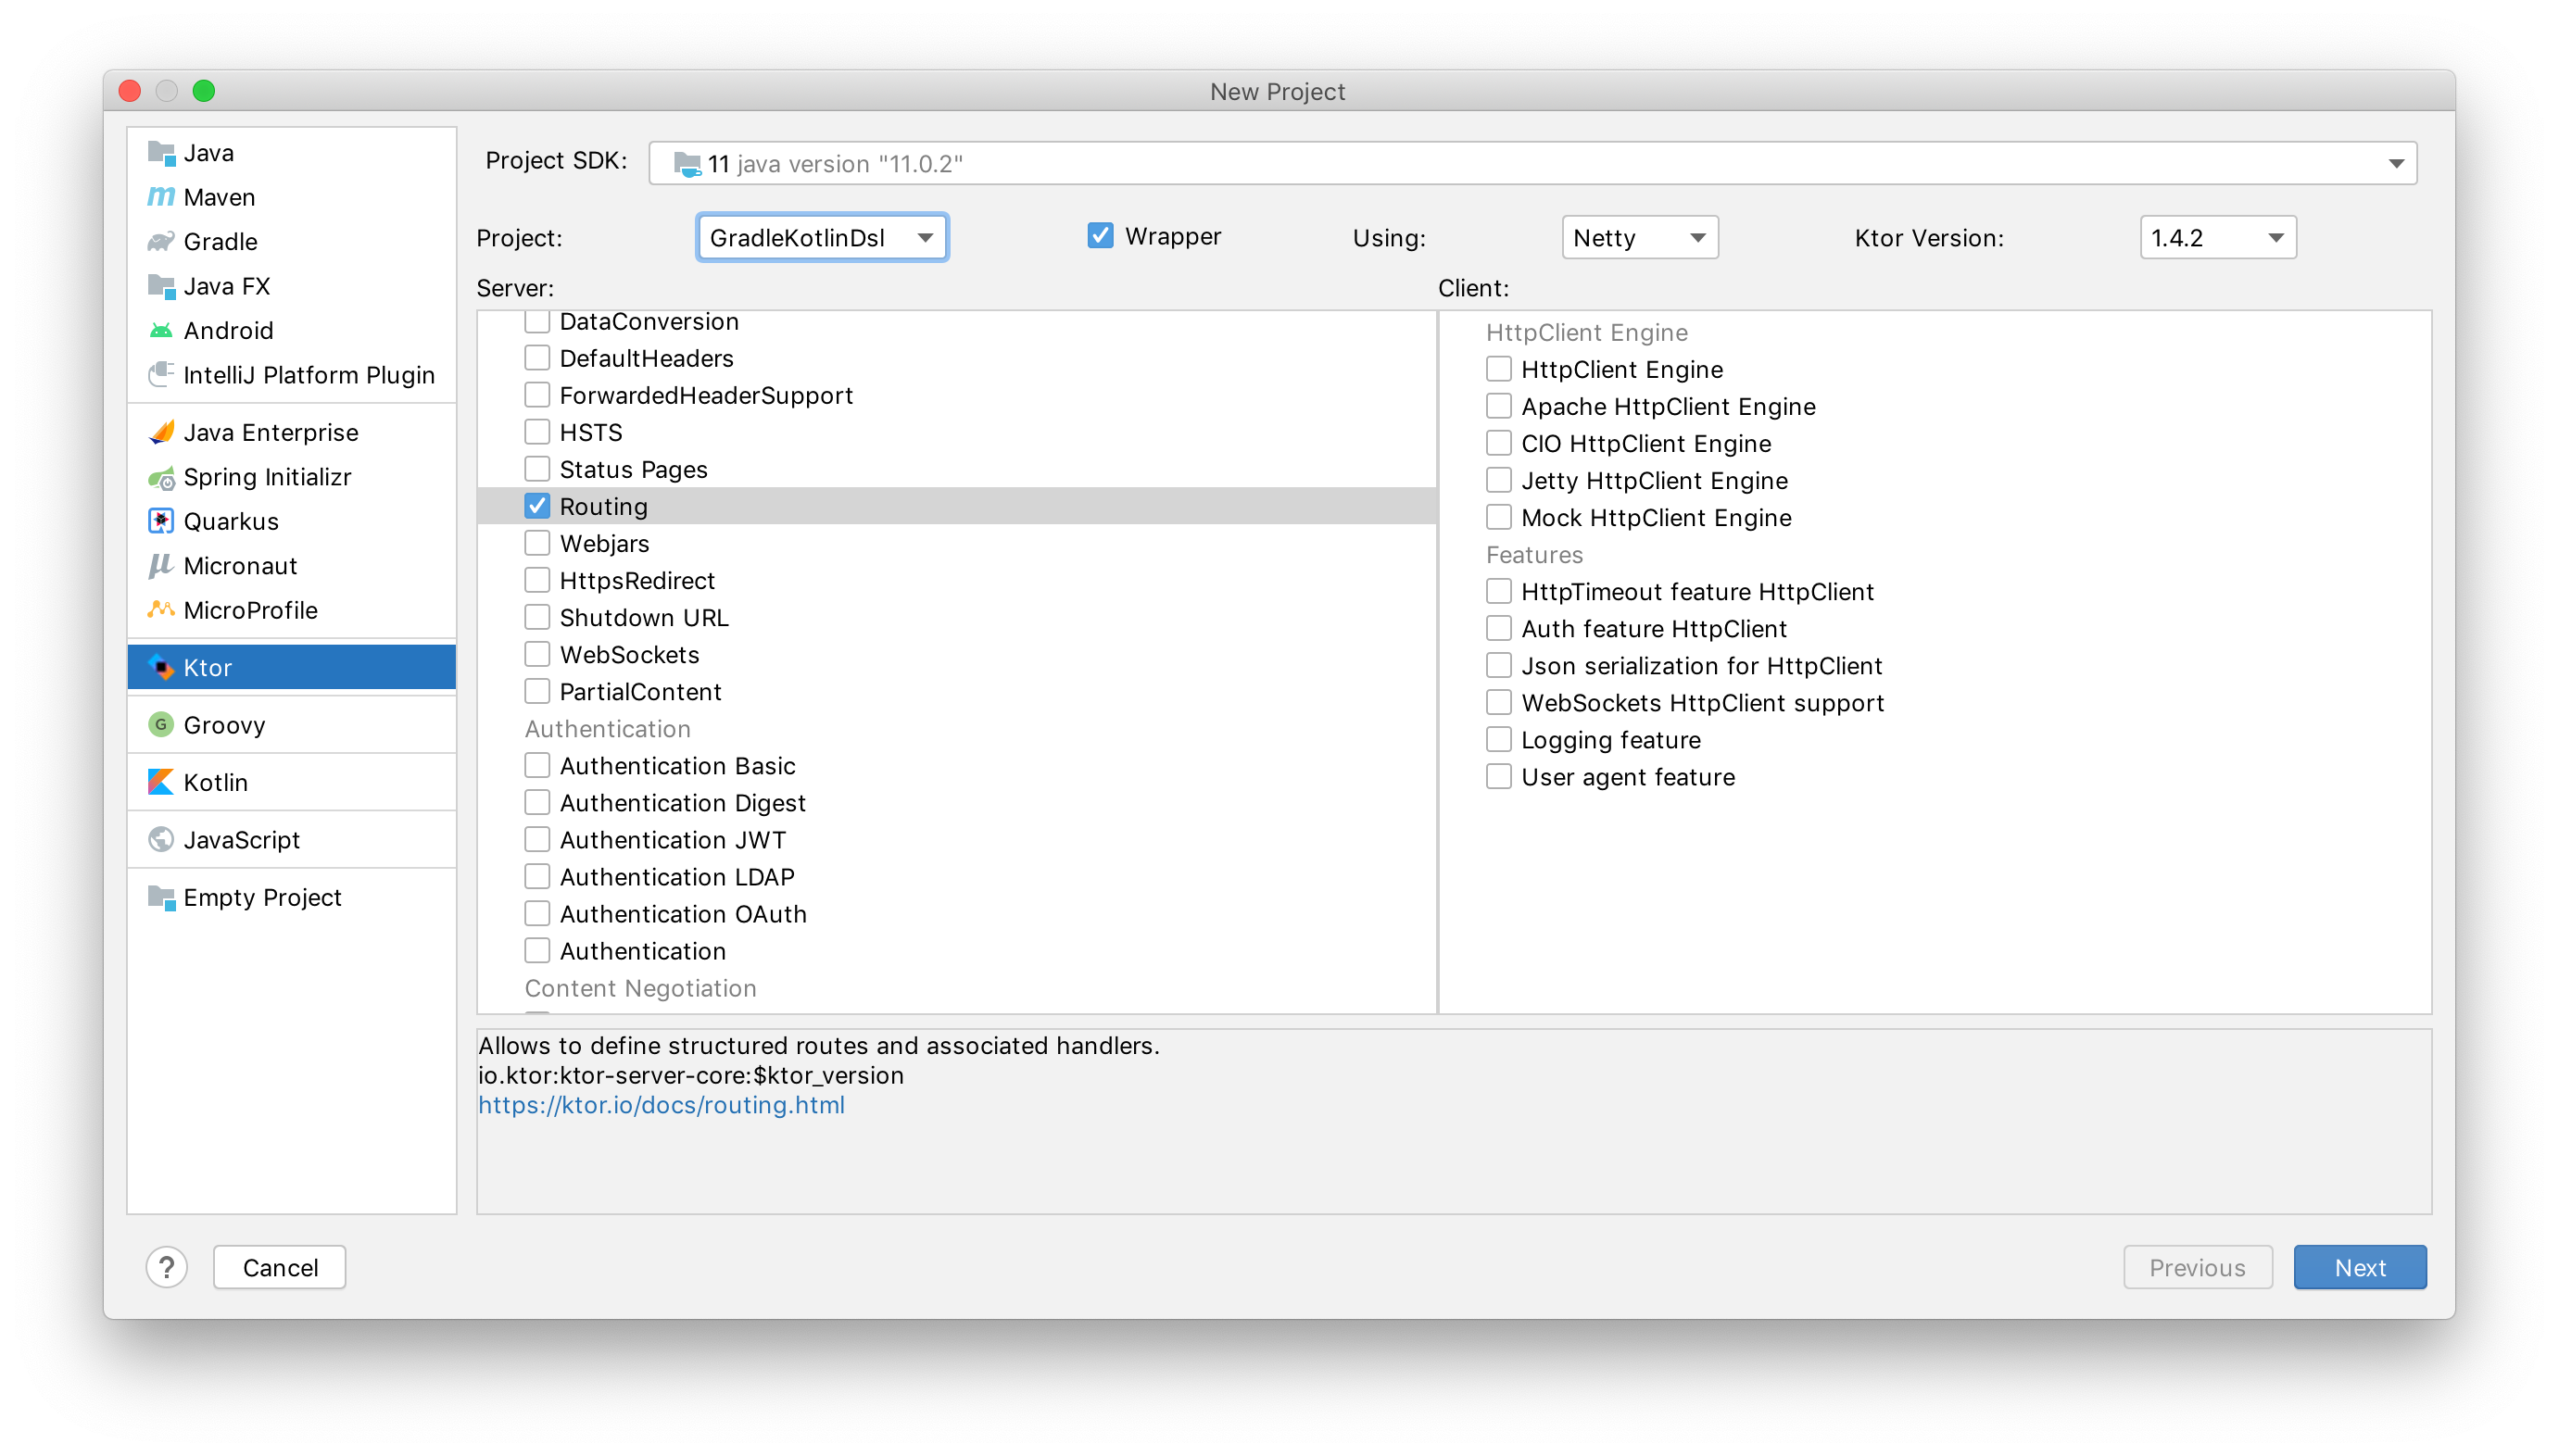 New Project
Java
Maven
Gradle
Java FX
Android
IntelliJ Platform Plugin
Java Enterprise
Spring Initializr
Quarkus
Micronaut
MicroProfile
Ktor
Groovy
Kotlin
JavaScript
Empty Project
Project SDK: 11 java version "11.0.2"
Project: GradleKotlinDsl Wrapper Using: Netty Ktor Version: 1.4.2
Server:
DataConversion
DefaultHeaders
ForwardedHeaderSupport
HSTS
Status Pages
Routing
Webjars
HttpsRedirect
Shutdown URL
WebSockets
PartialContent
Authentication
Authentication Basic
Authentication Digest
Authentication JWT
Authentication LDAP
Authentication OAuth
Authentication
Content Negotiation
Client:
HttpClient Engine
HttpClient Engine
Apache HttpClient Engine
CIO HttpClient Engine
Jetty HttpClient Engine
Mock HttpClient Engine
Features
HttpTimeout feature HttpClient
Auth feature HttpClient
Json serialization for HttpClient
WebSockets HttpClient support
Logging feature
User agent feature
Allows to define structured routes and associated handlers.
io.ktor:ktor-server-core:$ktor_version
https://ktor.io/docs/routing.html
? Cancel Previous Next